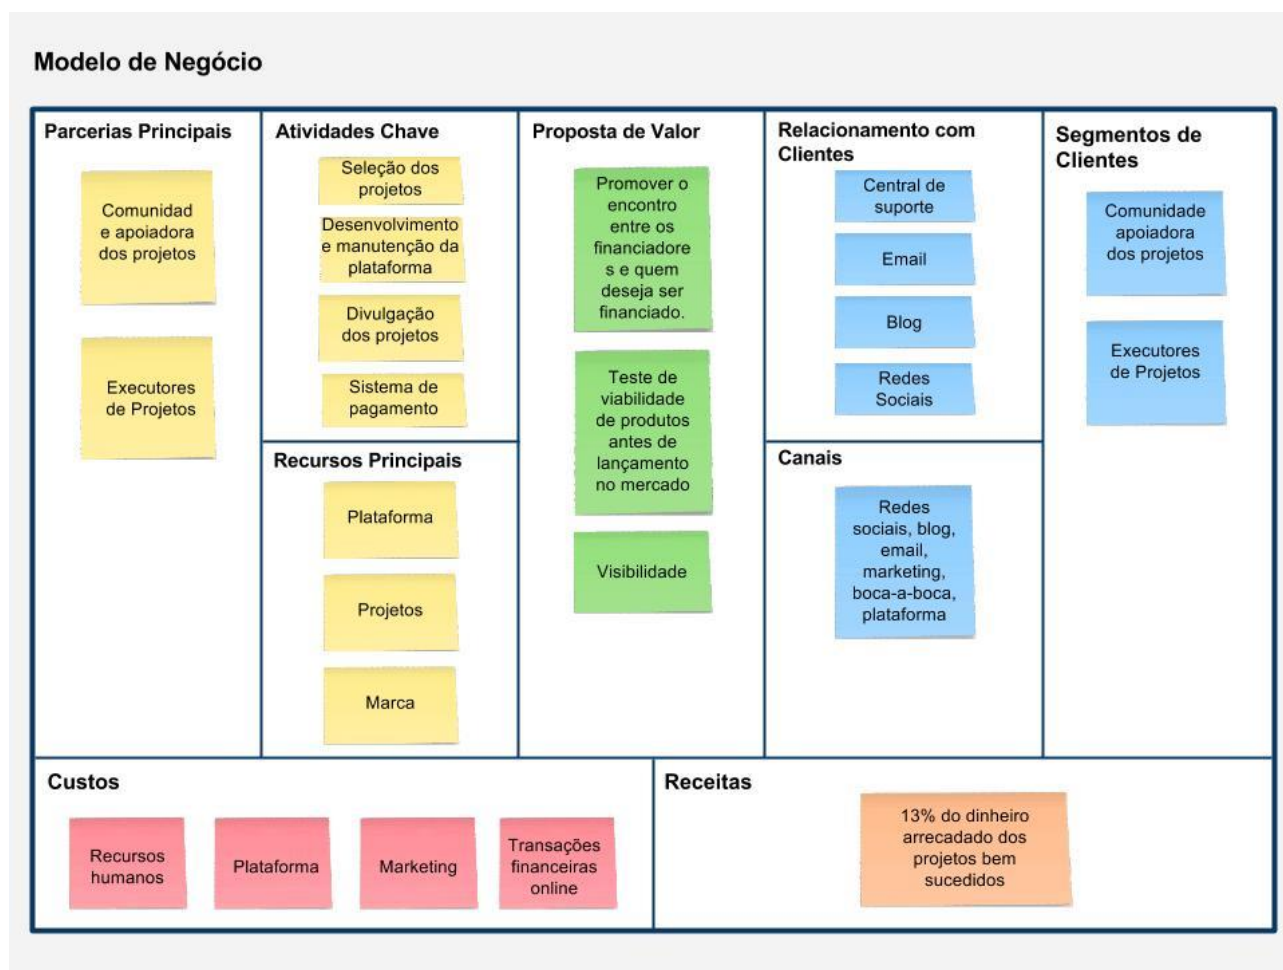 Modelo de Negócio
Parcerias Principais
Comunidad
e apoiadora
dos projetos
Executores
de Projetos
Atividades Chave
Seleção dos
projetos
Desenvolvimento
e manutenção da
plataforma
Divulgação
dos projetos
Sistema de
pagamento
Recursos Principais
Plataforma
Projetos
Marca
Proposta de Valor
Promover o
encontro
entre os
financiadore
s e quem
deseja ser
financiado.
Teste de
viabilidade
de produtos
antes de
lançamento
no mercado
Visibilidade
Relacionamento com
Clientes
Central de
suporte
Email
Blog
Redes
Sociais
Canais
Redes
sociais, blog,
email,
marketing,
boca-a-boca,
plataforma
Segmentos de
Clientes
Comunidade
apoiadora
dos projetos
Executores
de Projetos
Custos
Recursos
humanos
Plataforma
Marketing
Transações
financeiras
online
Receitas
13% do dinheiro
arrecadado dos
projetos bem
sucedidos